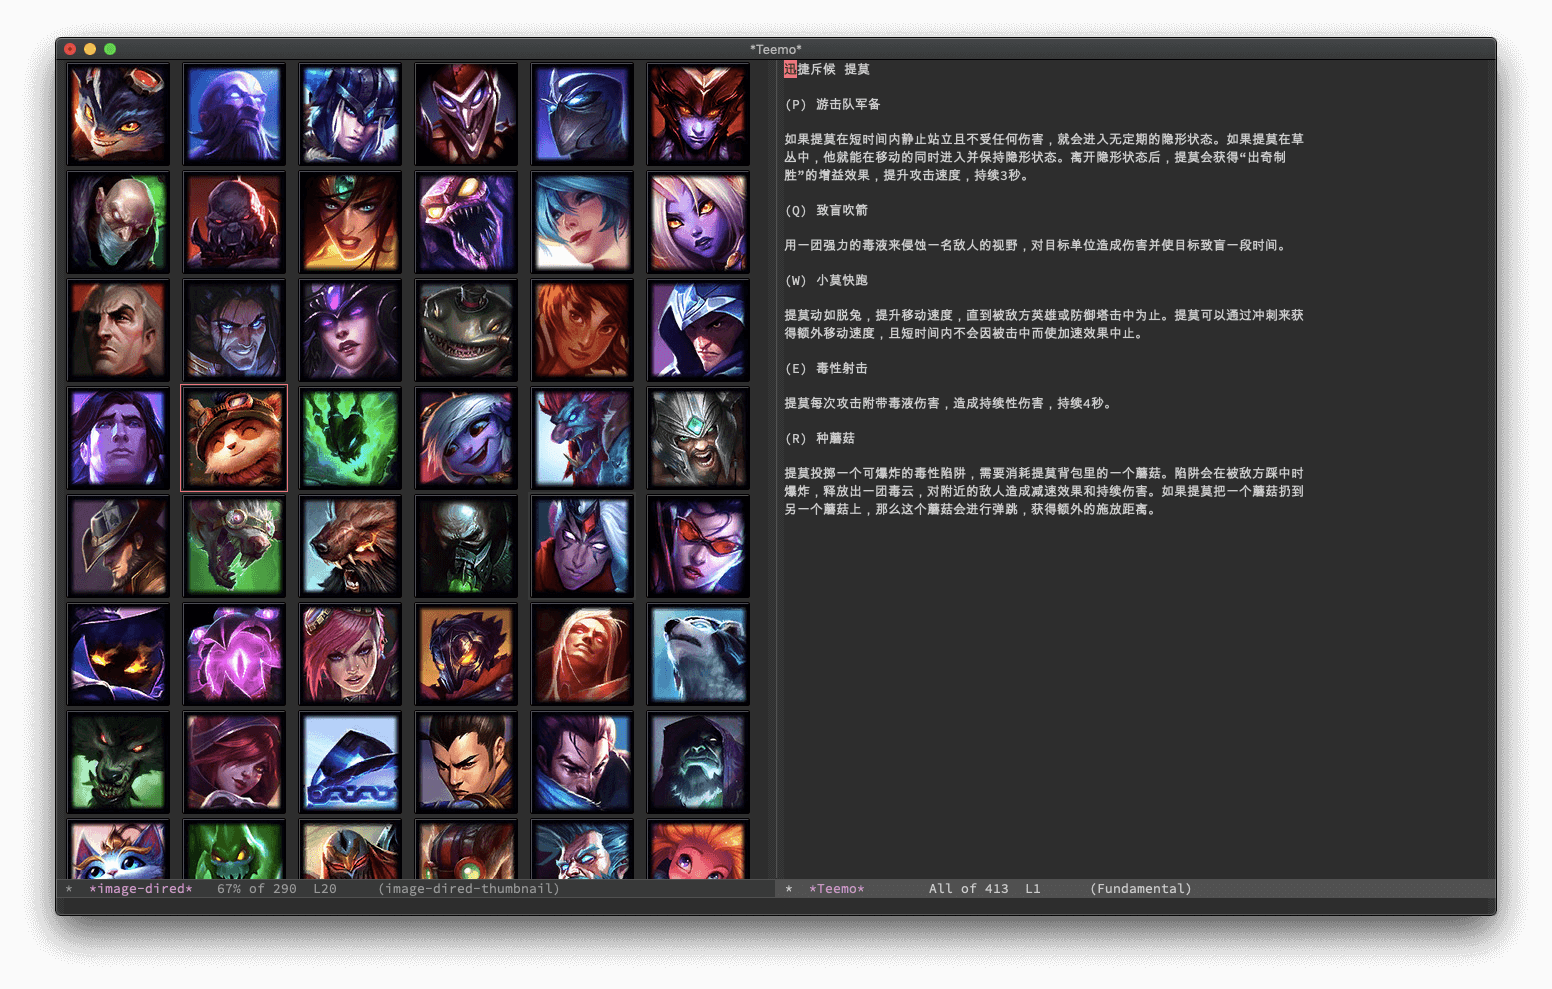 *Teemo*
迅捷斥候 提莫
(P) 游击队军备
如果提莫在短时间内静止站立且不受任何伤害，就会进入无定期的隐形状态。如果提莫在草
丛中，他就能在移动的同时进入并保持隐形状态。离开隐形状态后，提莫会获得“出奇制
胜”的增益效果，提升攻击速度，持续3秒。
(Q) 致盲吹箭
用一团强力的毒液来侵蚀一名敌人的视野，对目标单位造成伤害并使目标致盲一段时间。
(W) 小莫快跑
提莫动如脱兔，提升移动速度，直到被敌方英雄或防御塔击中为止。提莫可以通过冲刺来获
得额外移动速度，且短时间内不会因被击中而使加速效果中止。
(E) 毒性射击
提莫每次攻击附带毒液伤害，造成持续性伤害，持续4秒。
(R) 种蘑菇
提莫投掷一个可爆炸的毒性陷阱，需要消耗提莫背包里的一个蘑菇。陷阱会在被敌方踩中时
爆炸，释放出一团毒云，对附近的敌人造成减速效果和持续伤害。如果提莫把一个蘑菇扔到
另一个蘑菇上，那么这个蘑菇会进行弹跳，获得额外的施放距离。
* *image-dired* 67% of 290 L20 (image-dired-thumbnail)
* *Teemo* All of 413 L1 (Fundamental)